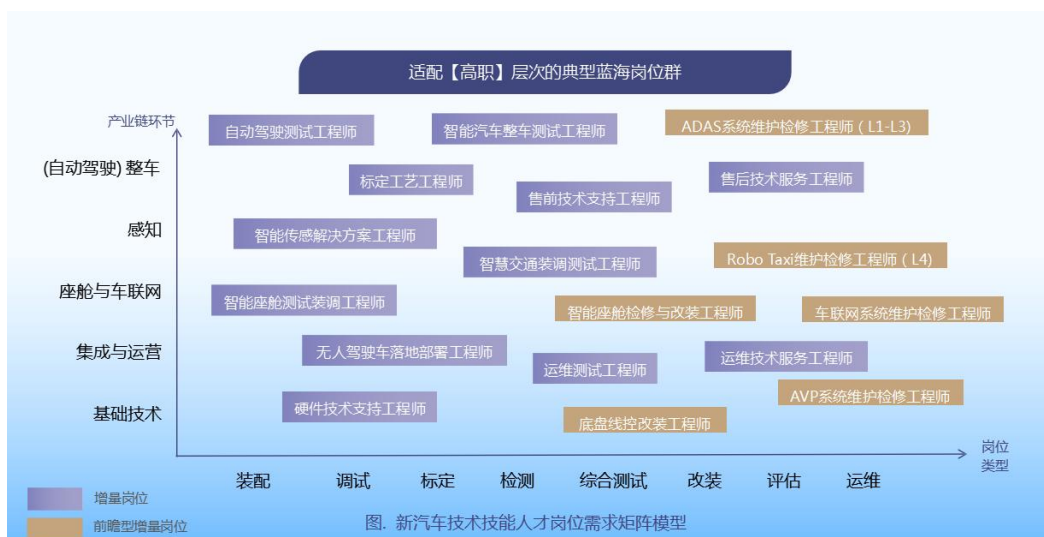 适配【高职】层次的典型蓝海岗位群
产业链环节
自动驾驶测试工程师
智能汽车整车测试工程师
ADAS系统维护检修工程师（L1-L3)
(自动驾驶) 整车
标定工艺工程师
售前技术支持工程师
售后技术服务工程师
感知
智能传感解决方案工程师
智慧交通装调测试工程师
Robo Taxi维护检修工程师（L4）
座舱与车联网
智能座舱测试装调工程师
智能座舱检修与改装工程师
车联网系统维护检修工程师
集成与运营
无人驾驶车落地部署工程师
运维测试工程师
运维技术服务工程师
AVP系统维护检修工程师
基础技术
硬件技术支持工程师
底盘线控改装工程师
岗位
类型
装配 调试 标定 检测 综合测试 改装 评估 运维
增量岗位
前瞻型增量岗位
图. 新汽车技术技能人才岗位需求矩阵模型